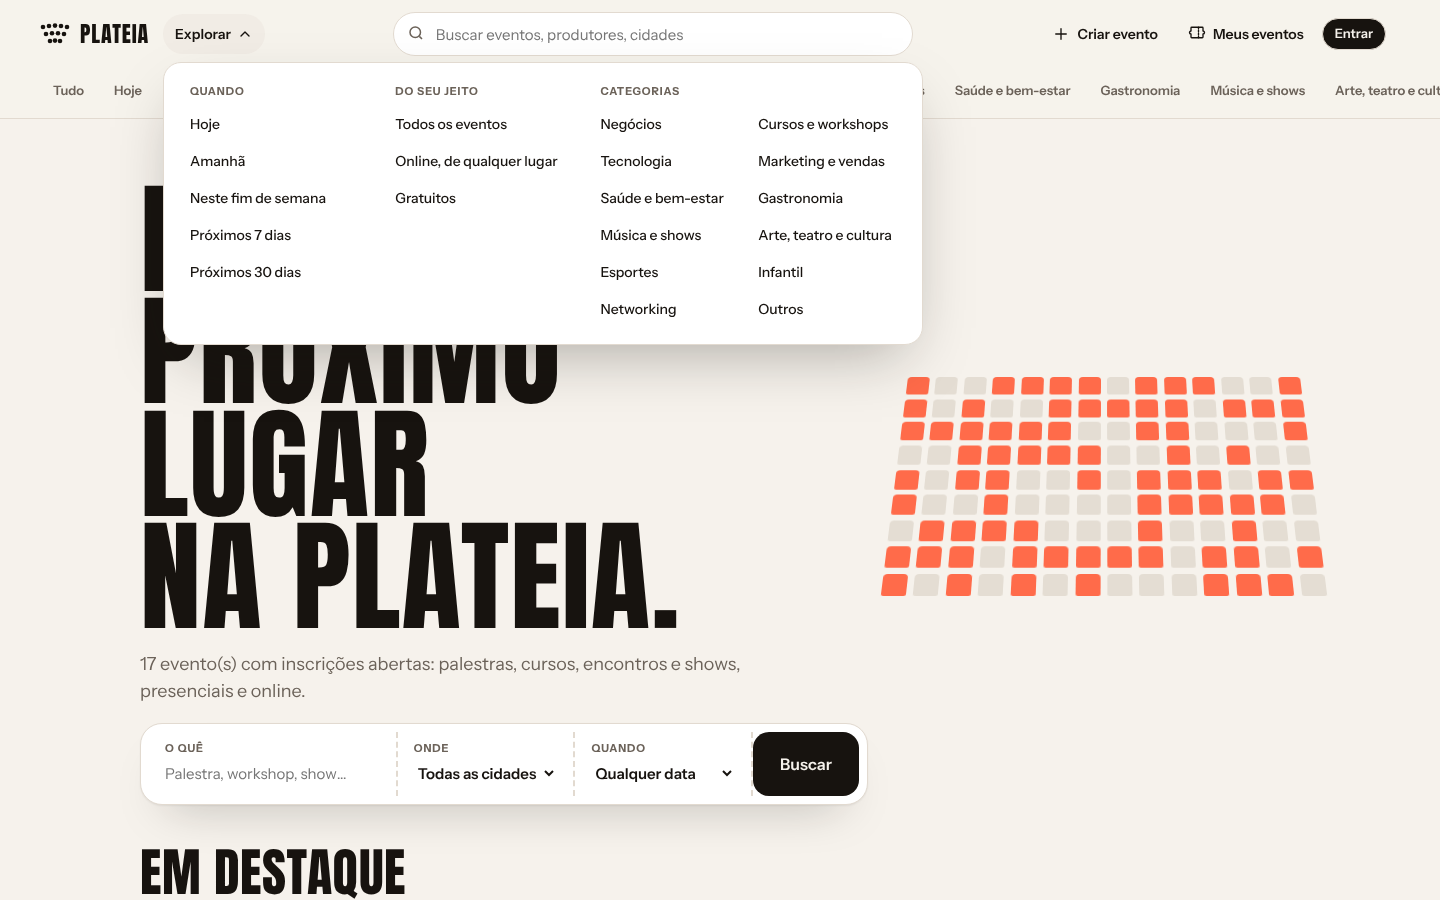 PLATEIA
Explorar
Buscar eventos, produtores, cidades
Criar evento
Meus eventos
Entrar
Tudo
Hoje
Saúde e bem-estar
Gastronomia
Música e shows
Arte, teatro e cult
QUANDO
Hoje
Amanhã
Neste fim de semana
Próximos 7 dias
Próximos 30 dias
DO SEU JEITO
Todos os eventos
Online, de qualquer lugar
Gratuitos
CATEGORIAS
Negócios
Cursos e workshops
Tecnologia
Marketing e vendas
Saúde e bem-estar
Gastronomia
Música e shows
Arte, teatro e cultura
Esportes
Infantil
Networking
Outros
PRÓXIMO
LUGAR
NA PLATEIA.
17 evento(s) com inscrições abertas: palestras, cursos, encontros e shows,
presenciais e online.
O QUÊ
Palestra, workshop, show...
ONDE
Todas as cidades
QUANDO
Qualquer data
Buscar
EM DESTAQUE